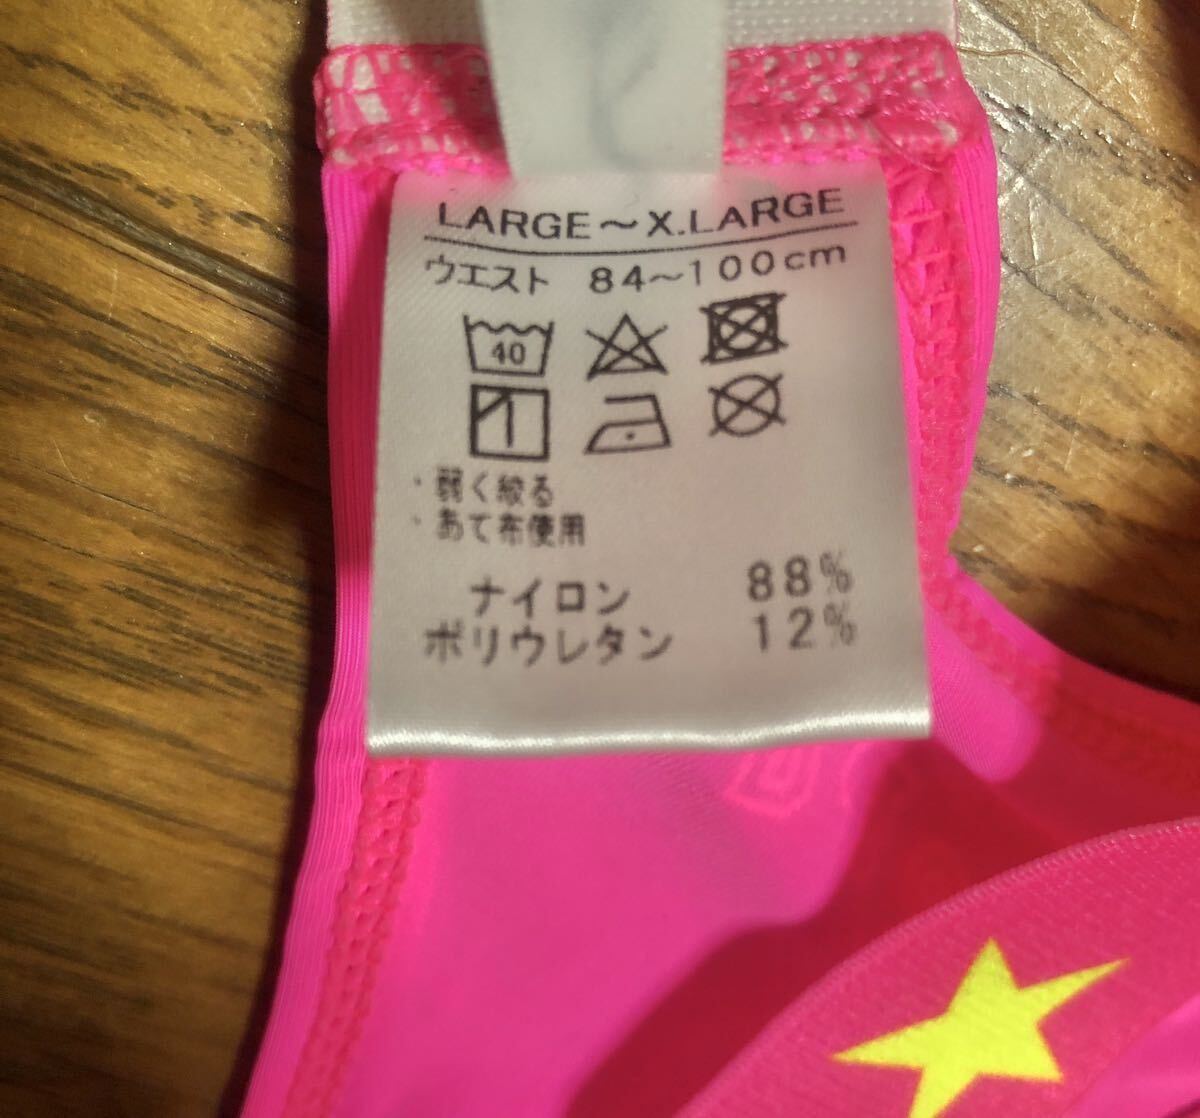 LARGE～X.LARGE
ウエスト 84～100cm
40
・弱く絞る
・あて布使用
ナイロン 88%
ポリウレタン 12%